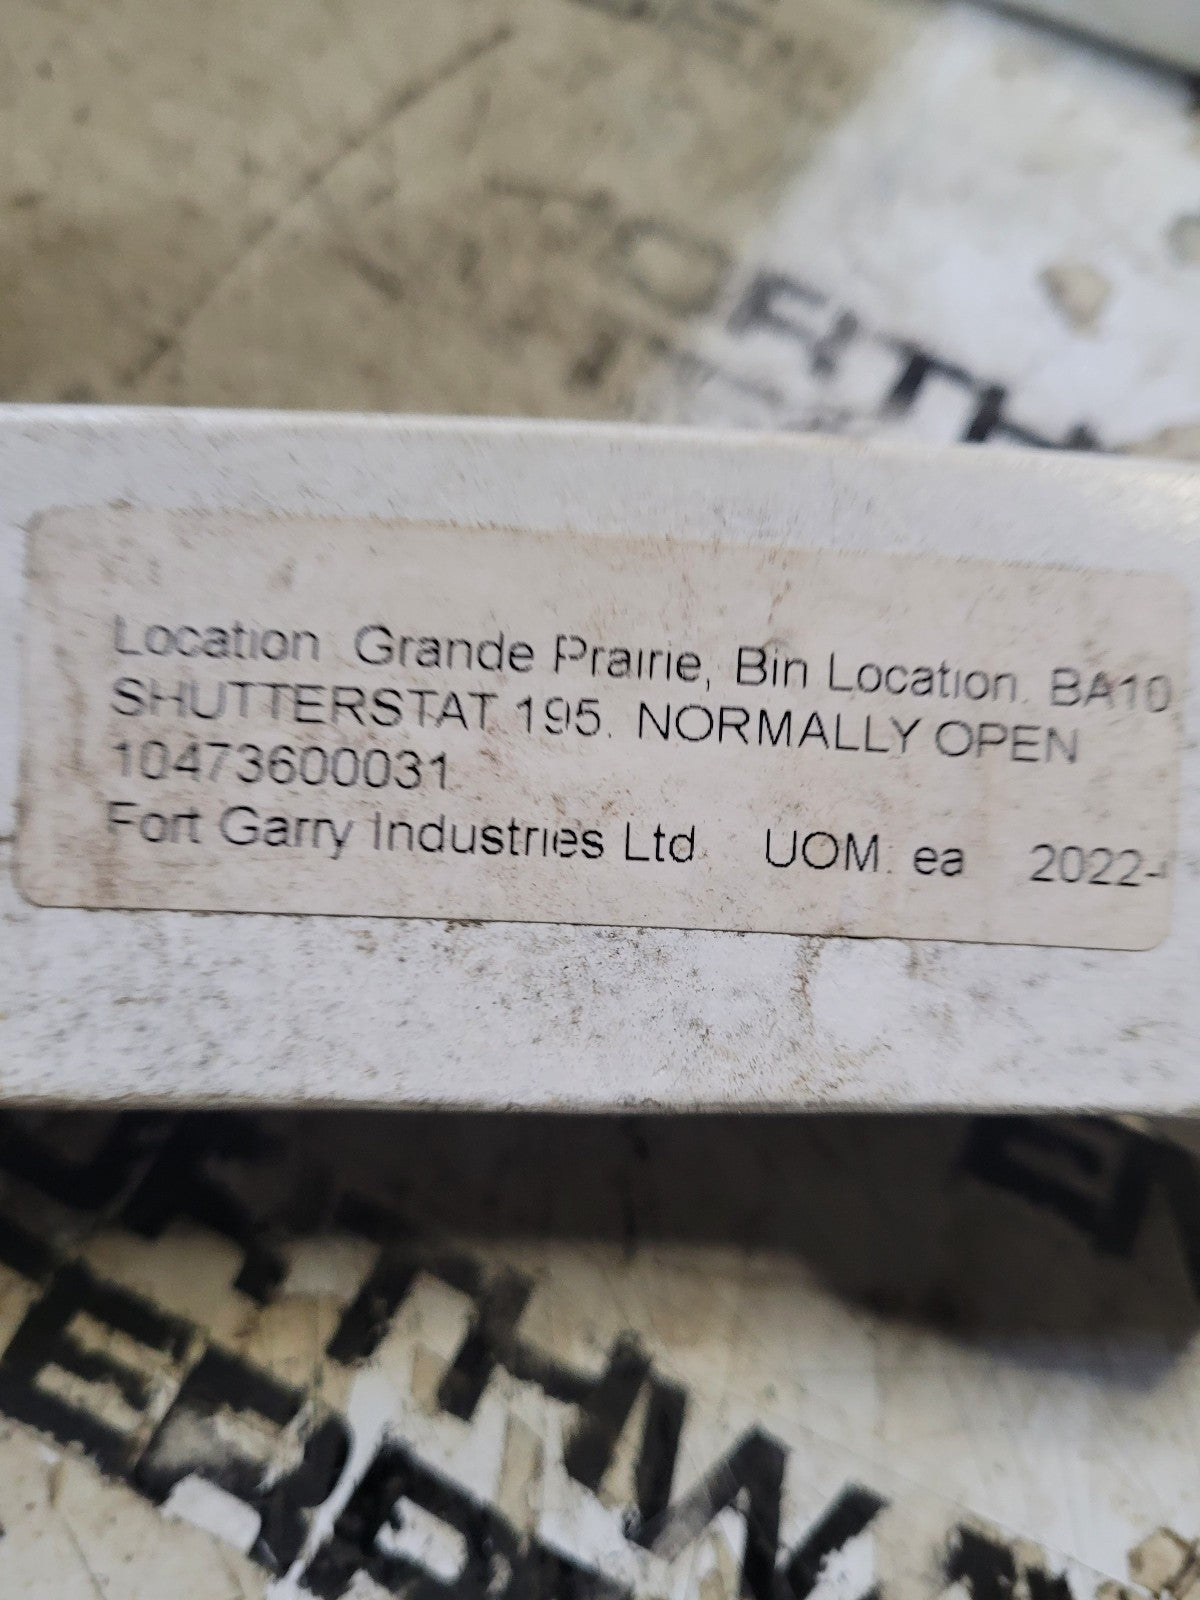 Location. Grande Prairie, Bin Location. BA10
SHUTTERSTAT 195. NORMALLY OPEN
10473600031
Fort Garry Industries Ltd. UOM. ea 2022-